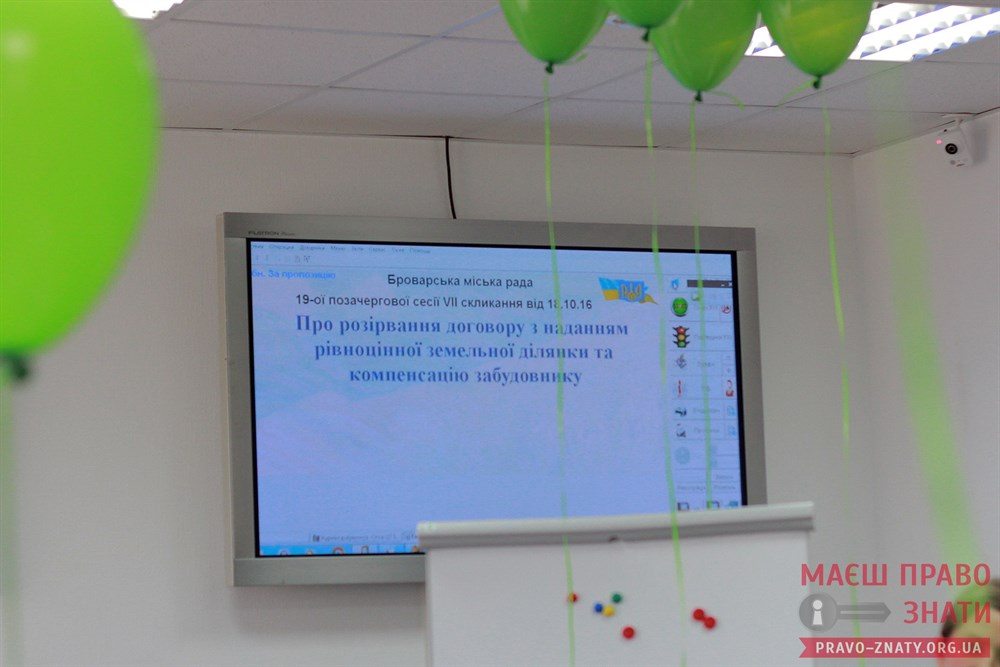 FLATRON
За пропозицію
Броварська міська рада
19-ої позачергової сесії VII скликання від 18.10.16
Про розірвання договору з наданням
рівноцінної земельної ділянки та
компенсацію забудовнику
МАЄШ ПРАВО
ЗНАТИ
PRAVO-ZNATY.ORG.UA